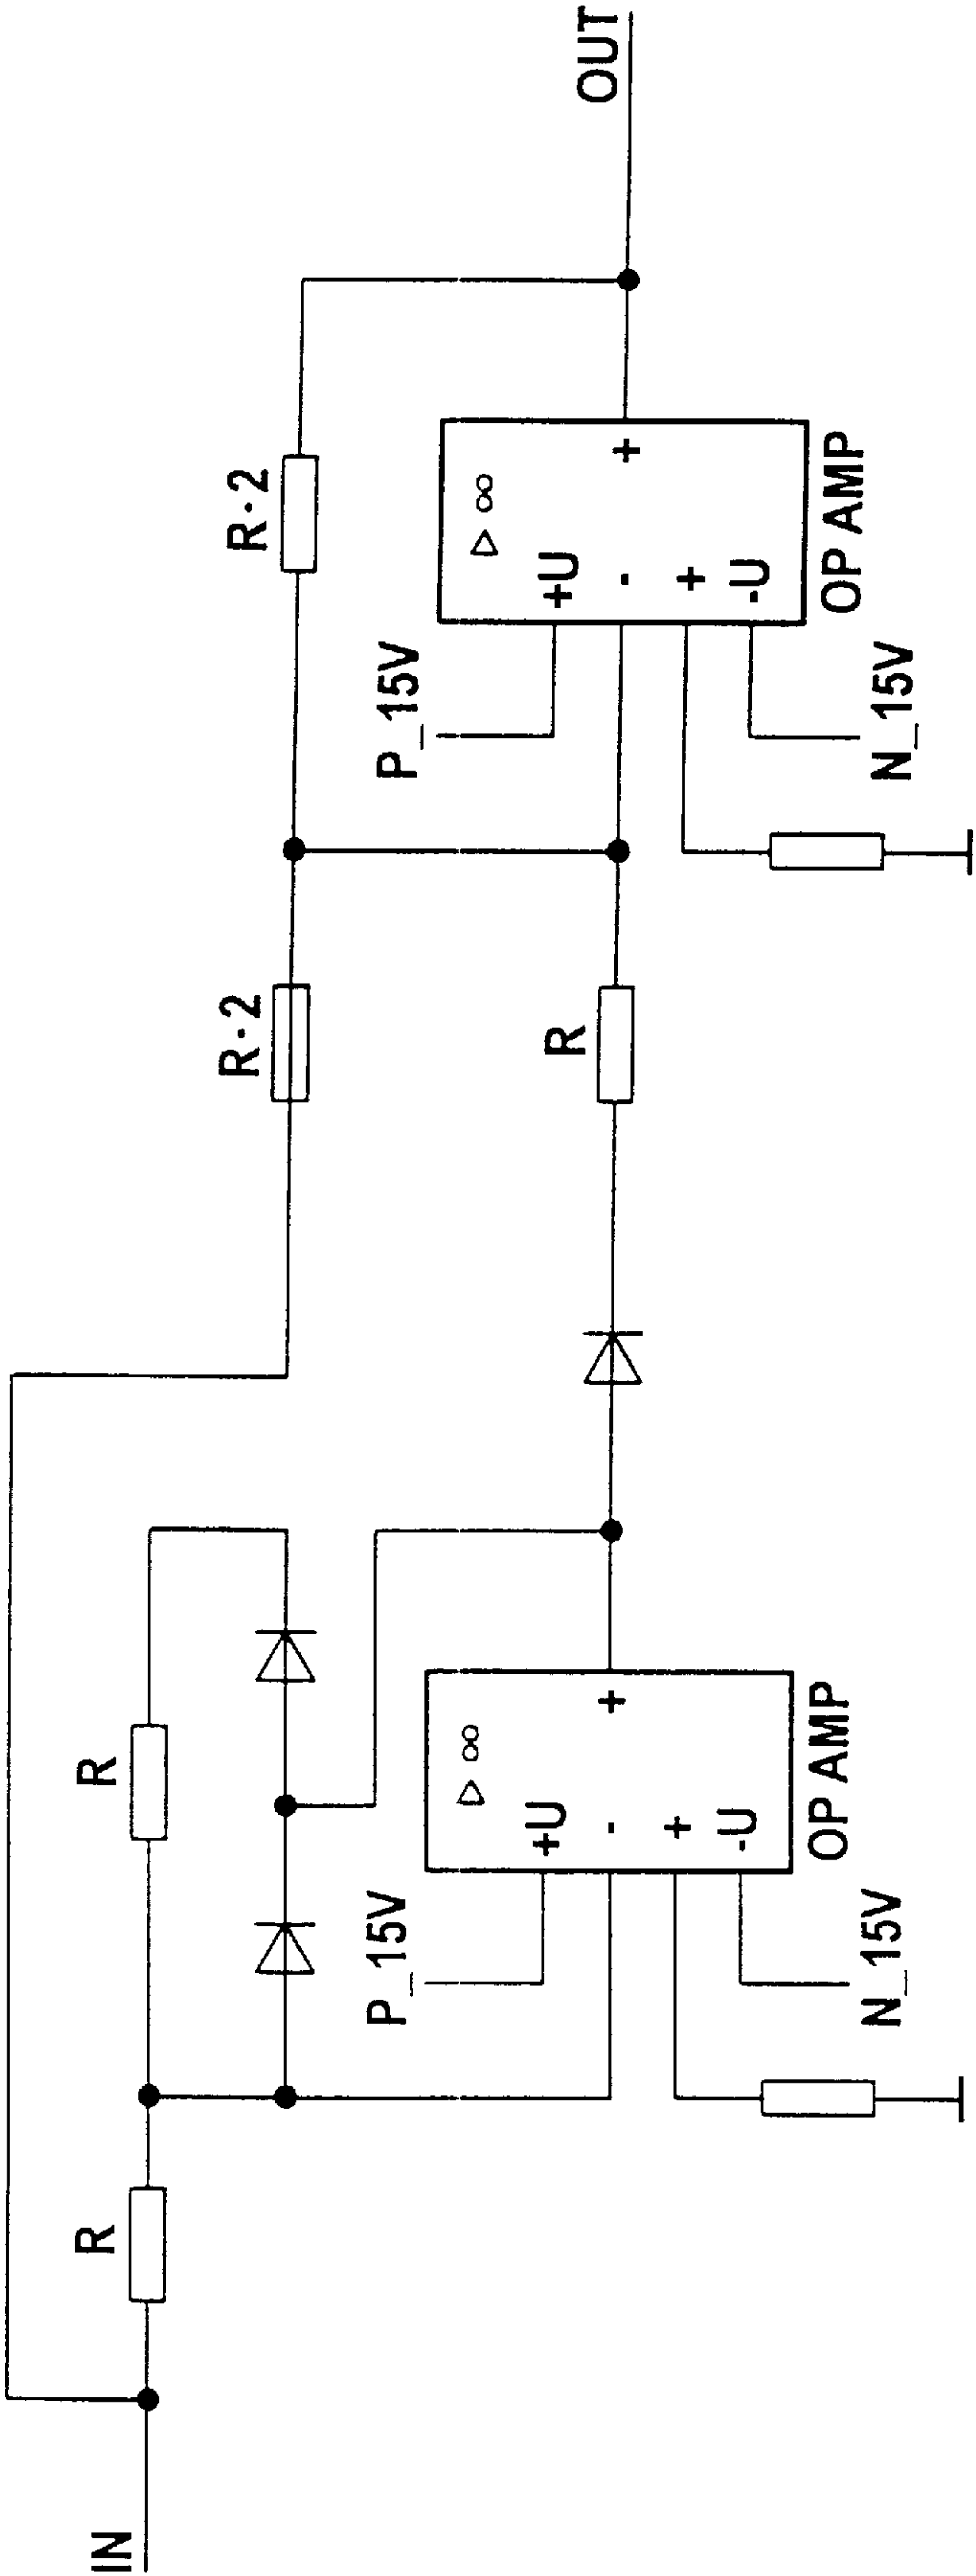 IN
R
R
P_15V
+U
-
+
-U
▷ ∞
+
OP AMP
N_15V
R·2
R
R·2
P_15V
+U
-
+
-U
▷ ∞
+
OP AMP
N_15V
OUT